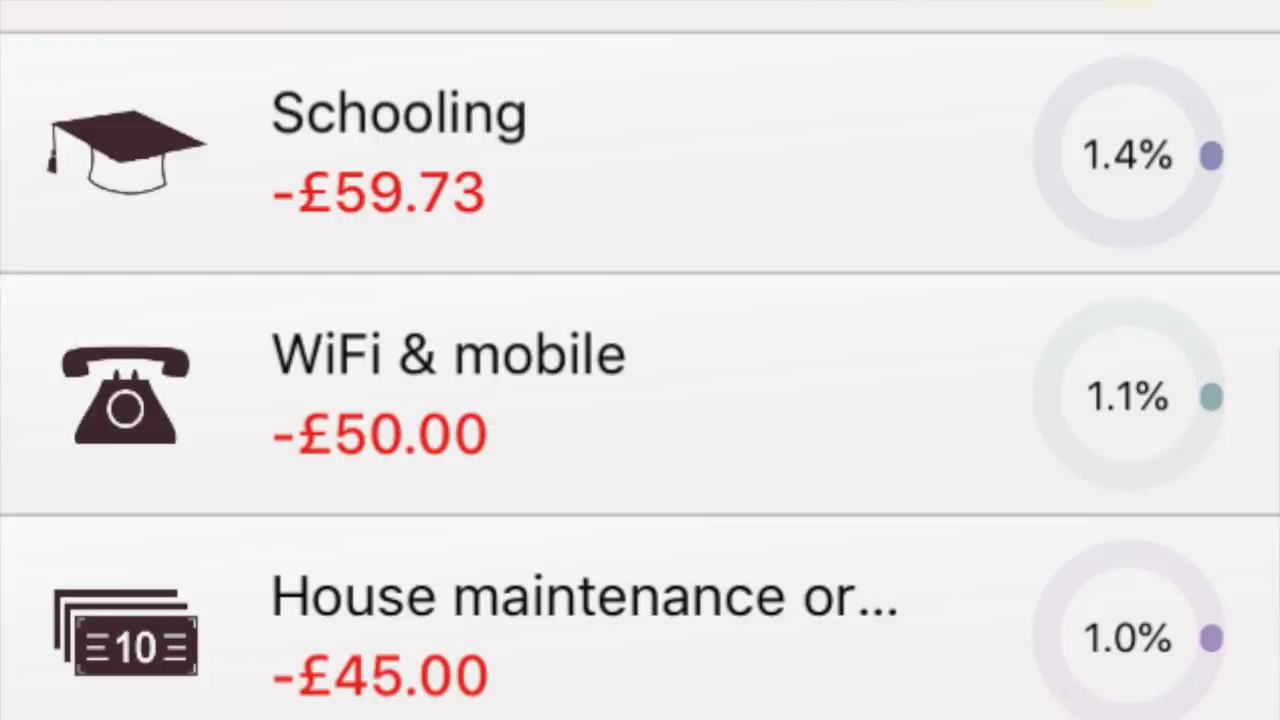 Schooling
-£59.73
1.4%
WiFi & mobile
-£50.00
1.1%
House maintenance or...
-£45.00
1.0%
10